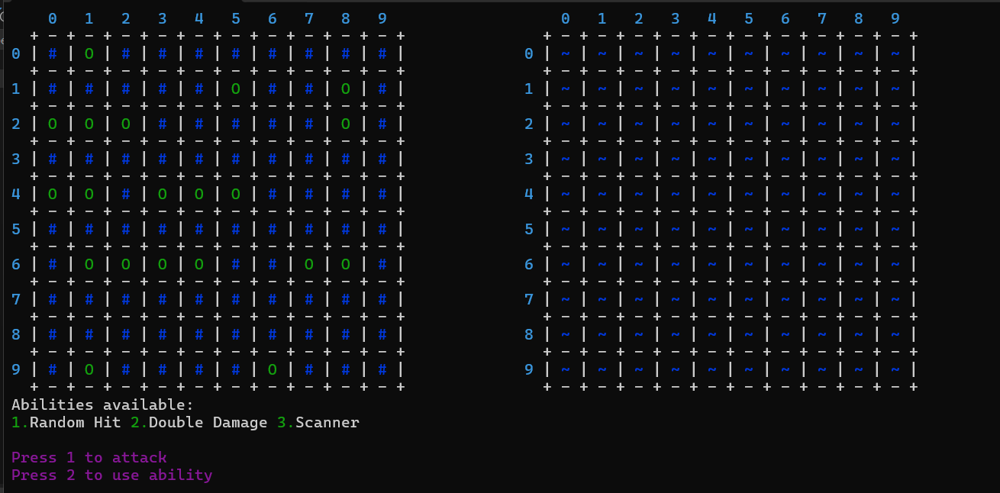 0 1 2 3 4 5 6 7 8 9 0 1 2 3 4 5 6 7 8 9
+ - + - + - + - + - + - + - + - + - + - + + - + - + - + - + - + - + - + - + - + - +
0 | # | O | # | # | # | # | # | # | # | # | 0 | ~ | ~ | ~ | ~ | ~ | ~ | ~ | ~ | ~ | ~ |
+ - + - + - + - + - + - + - + - + - + - + + - + - + - + - + - + - + - + - + - + - +
1 | # | # | # | # | # | O | # | # | O | # | 1 | ~ | ~ | ~ | ~ | ~ | ~ | ~ | ~ | ~ | ~ |
+ - + - + - + - + - + - + - + - + - + - + + - + - + - + - + - + - + - + - + - + - +
2 | O | O | O | # | # | # | # | # | O | # | 2 | ~ | ~ | ~ | ~ | ~ | ~ | ~ | ~ | ~ | ~ |
+ - + - + - + - + - + - + - + - + - + - + + - + - + - + - + - + - + - + - + - + - +
3 | # | # | # | # | # | # | # | # | # | # | 3 | ~ | ~ | ~ | ~ | ~ | ~ | ~ | ~ | ~ | ~ |
+ - + - + - + - + - + - + - + - + - + - + + - + - + - + - + - + - + - + - + - + - +
4 | O | O | # | O | O | O | # | # | # | # | 4 | ~ | ~ | ~ | ~ | ~ | ~ | ~ | ~ | ~ | ~ |
+ - + - + - + - + - + - + - + - + - + - + + - + - + - + - + - + - + - + - + - + - +
5 | # | # | # | # | # | # | # | # | # | # | 5 | ~ | ~ | ~ | ~ | ~ | ~ | ~ | ~ | ~ | ~ |
+ - + - + - + - + - + - + - + - + - + - + + - + - + - + - + - + - + - + - + - + - +
6 | # | O | O | O | O | # | # | O | O | # | 6 | ~ | ~ | ~ | ~ | ~ | ~ | ~ | ~ | ~ | ~ |
+ - + - + - + - + - + - + - + - + - + - + + - + - + - + - + - + - + - + - + - + - +
7 | # | # | # | # | # | # | # | # | # | # | 7 | ~ | ~ | ~ | ~ | ~ | ~ | ~ | ~ | ~ | ~ |
+ - + - + - + - + - + - + - + - + - + - + + - + - + - + - + - + - + - + - + - + - +
8 | # | # | # | # | # | # | # | # | # | # | 8 | ~ | ~ | ~ | ~ | ~ | ~ | ~ | ~ | ~ | ~ |
+ - + - + - + - + - + - + - + - + - + - + + - + - + - + - + - + - + - + - + - + - +
9 | # | O | # | # | # | # | O | # | # | # | 9 | ~ | ~ | ~ | ~ | ~ | ~ | ~ | ~ | ~ | ~ |
+ - + - + - + - + - + - + - + - + - + - + + - + - + - + - + - + - + - + - + - + - +
Abilities available:
1.Random Hit 2.Double Damage 3.Scanner
Press 1 to attack
Press 2 to use ability